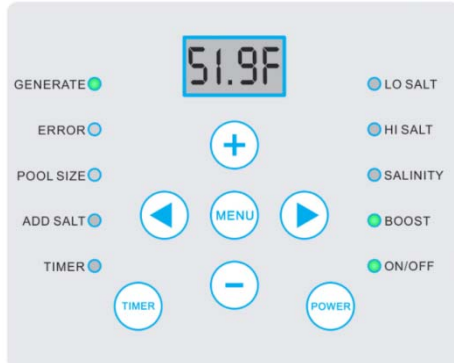 51.9F
GENERATE
LO SALT
ERROR
+
HI SALT
POOL SIZE
MENU
SALINITY
ADD SALT
BOOST
TIMER
−
ON/OFF
TIMER
POWER